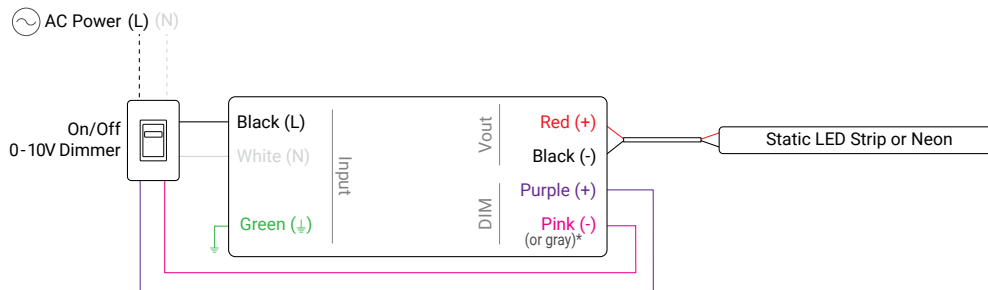 AC Power (L) (N)
On/Off
0-10V Dimmer
Black (L)
White (N)
Green (⏚)
Input
Vout
DIM
Red (+)
Black (-)
Purple (+)
Pink (-)
(or gray)*
Static LED Strip or Neon